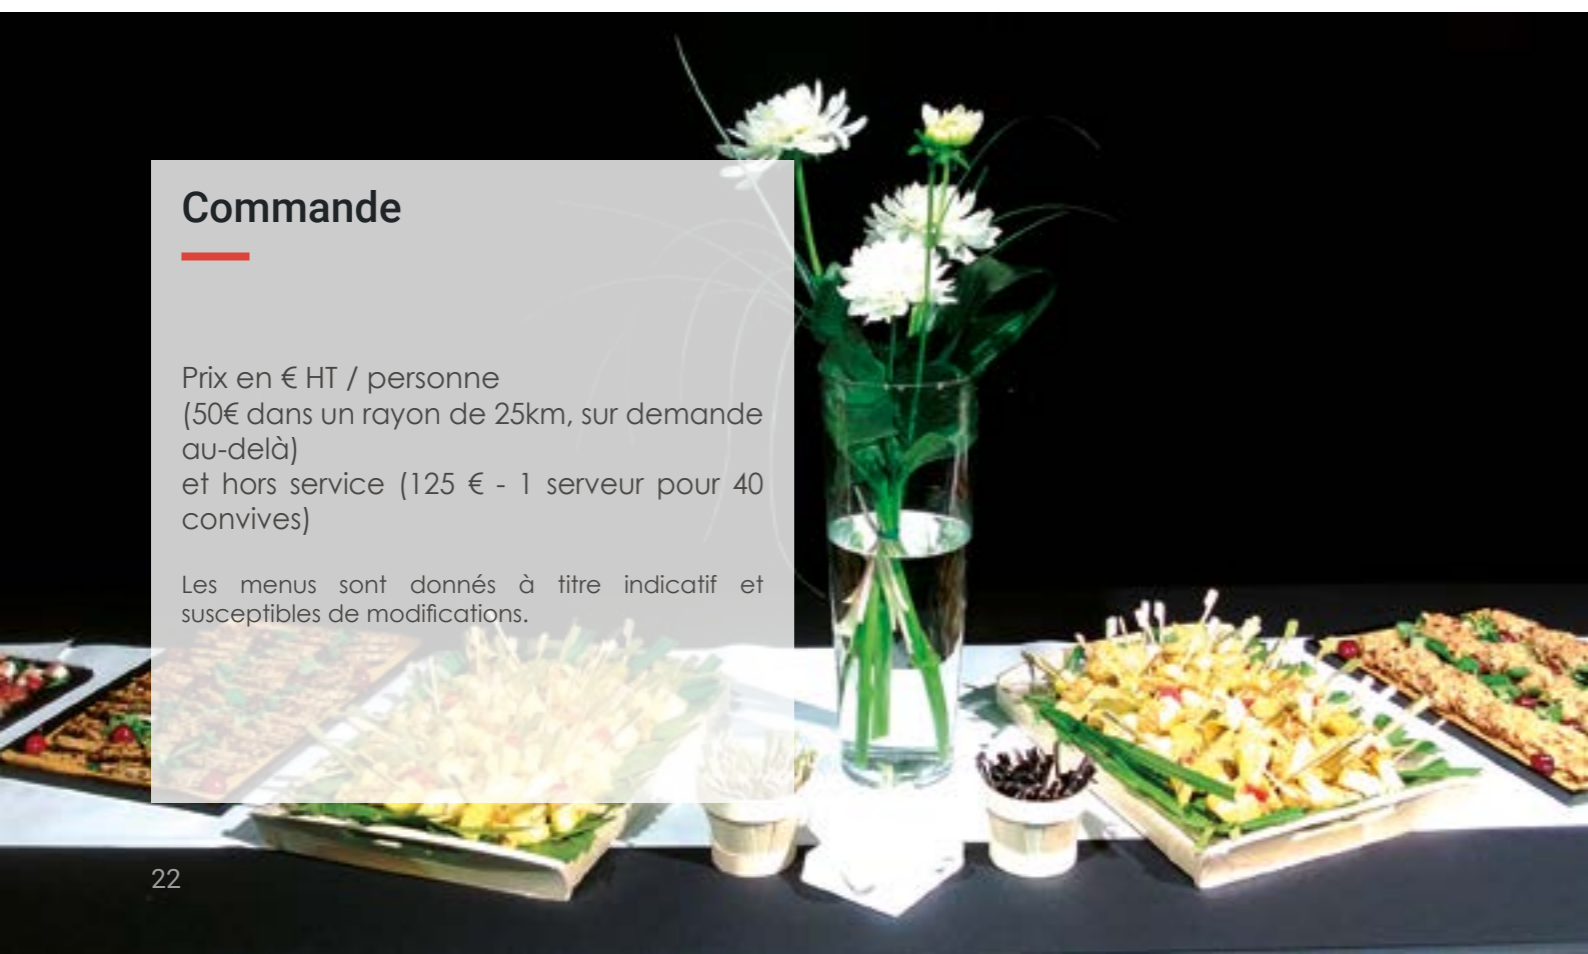 Commande
Prix en € HT / personne
(50€ dans un rayon de 25km, sur demande
au-delà)
et hors service (125 € - 1 serveur pour 40
convives)
Les menus sont donnés à titre indicatif et
susceptibles de modifications.
22